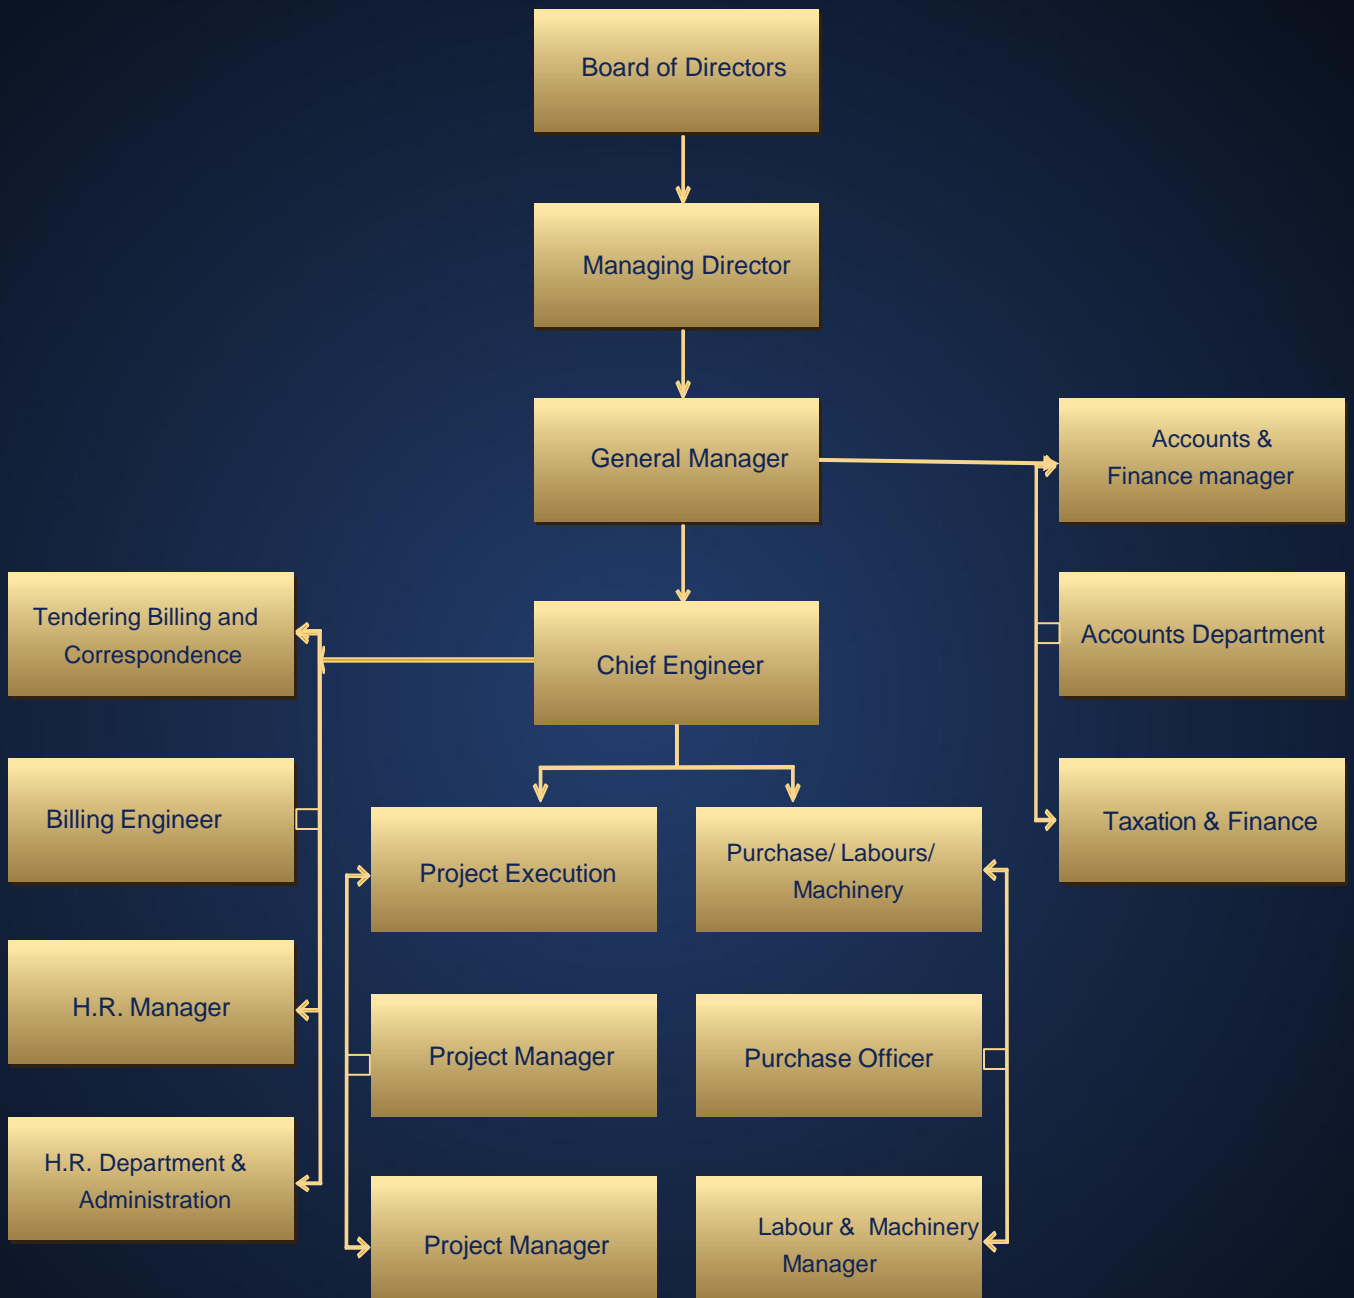 Board of Directors
Managing Director
General Manager
Accounts &
Finance manager
Tendering Billing and
Correspondence
Chief Engineer
Accounts Department
Billing Engineer
Project Execution
Purchase/ Labours/
Machinery
Taxation & Finance
H.R. Manager
Project Manager
Purchase Officer
H.R. Department &
Administration
Project Manager
Labour & Machinery
Manager